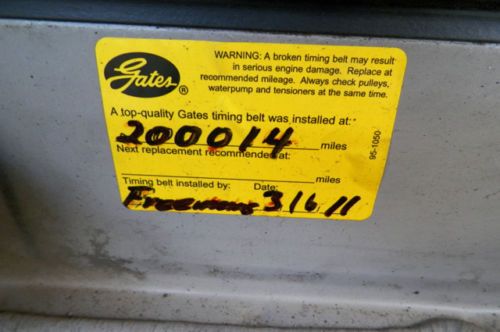 Gates®
WARNING: A broken timing belt may result
in serious engine damage. Replace at
recommended mileage. Always check pulleys,
waterpump and tensioners at the same time.
A top-quality Gates timing belt was installed at:
200014 miles
Next replacement recommended at:
miles
Timing belt installed by: Date:
3 16 11
95-1050